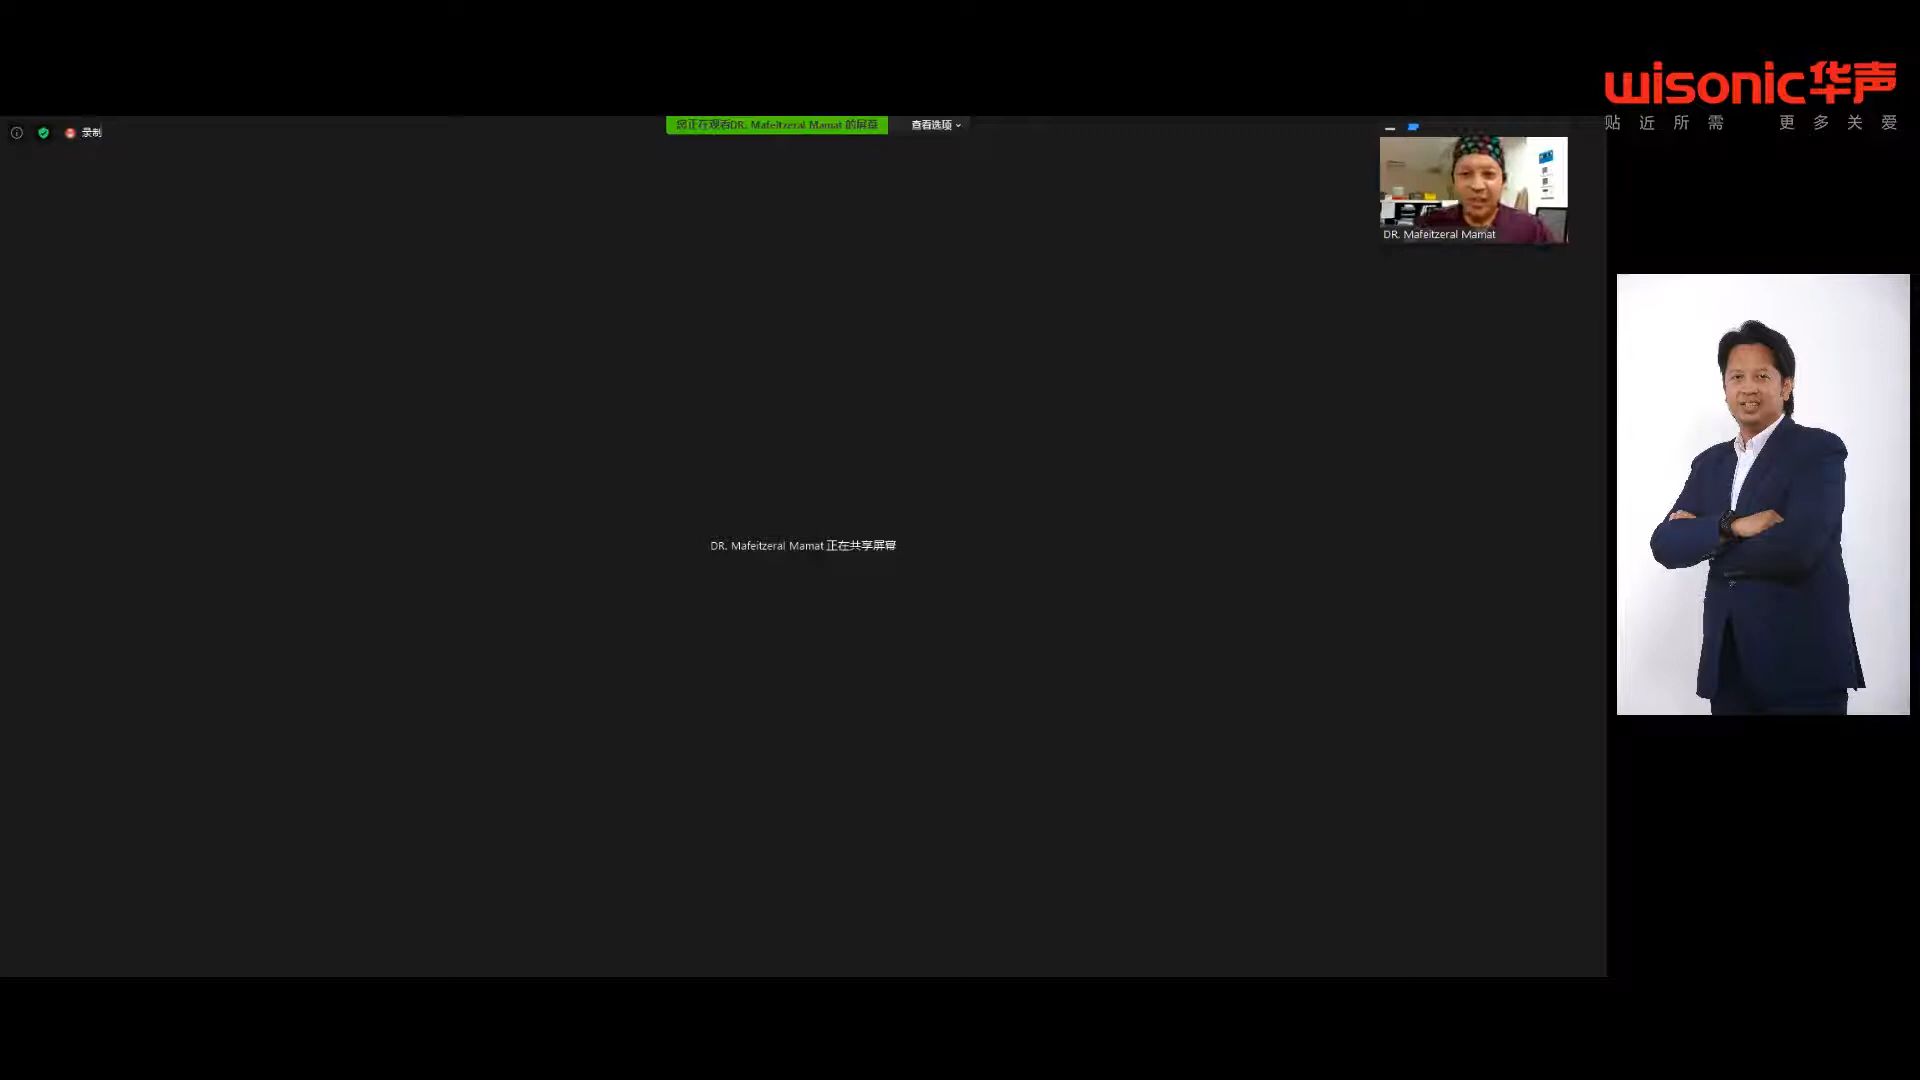 wisonic华声
贴近所需 更多关爱
录制
您正在观看DR. Mafeitzeral Mamat 的屏幕
查看选项
DR. Mafeitzeral Mamat
DR. Mafeitzeral Mamat 正在共享屏幕